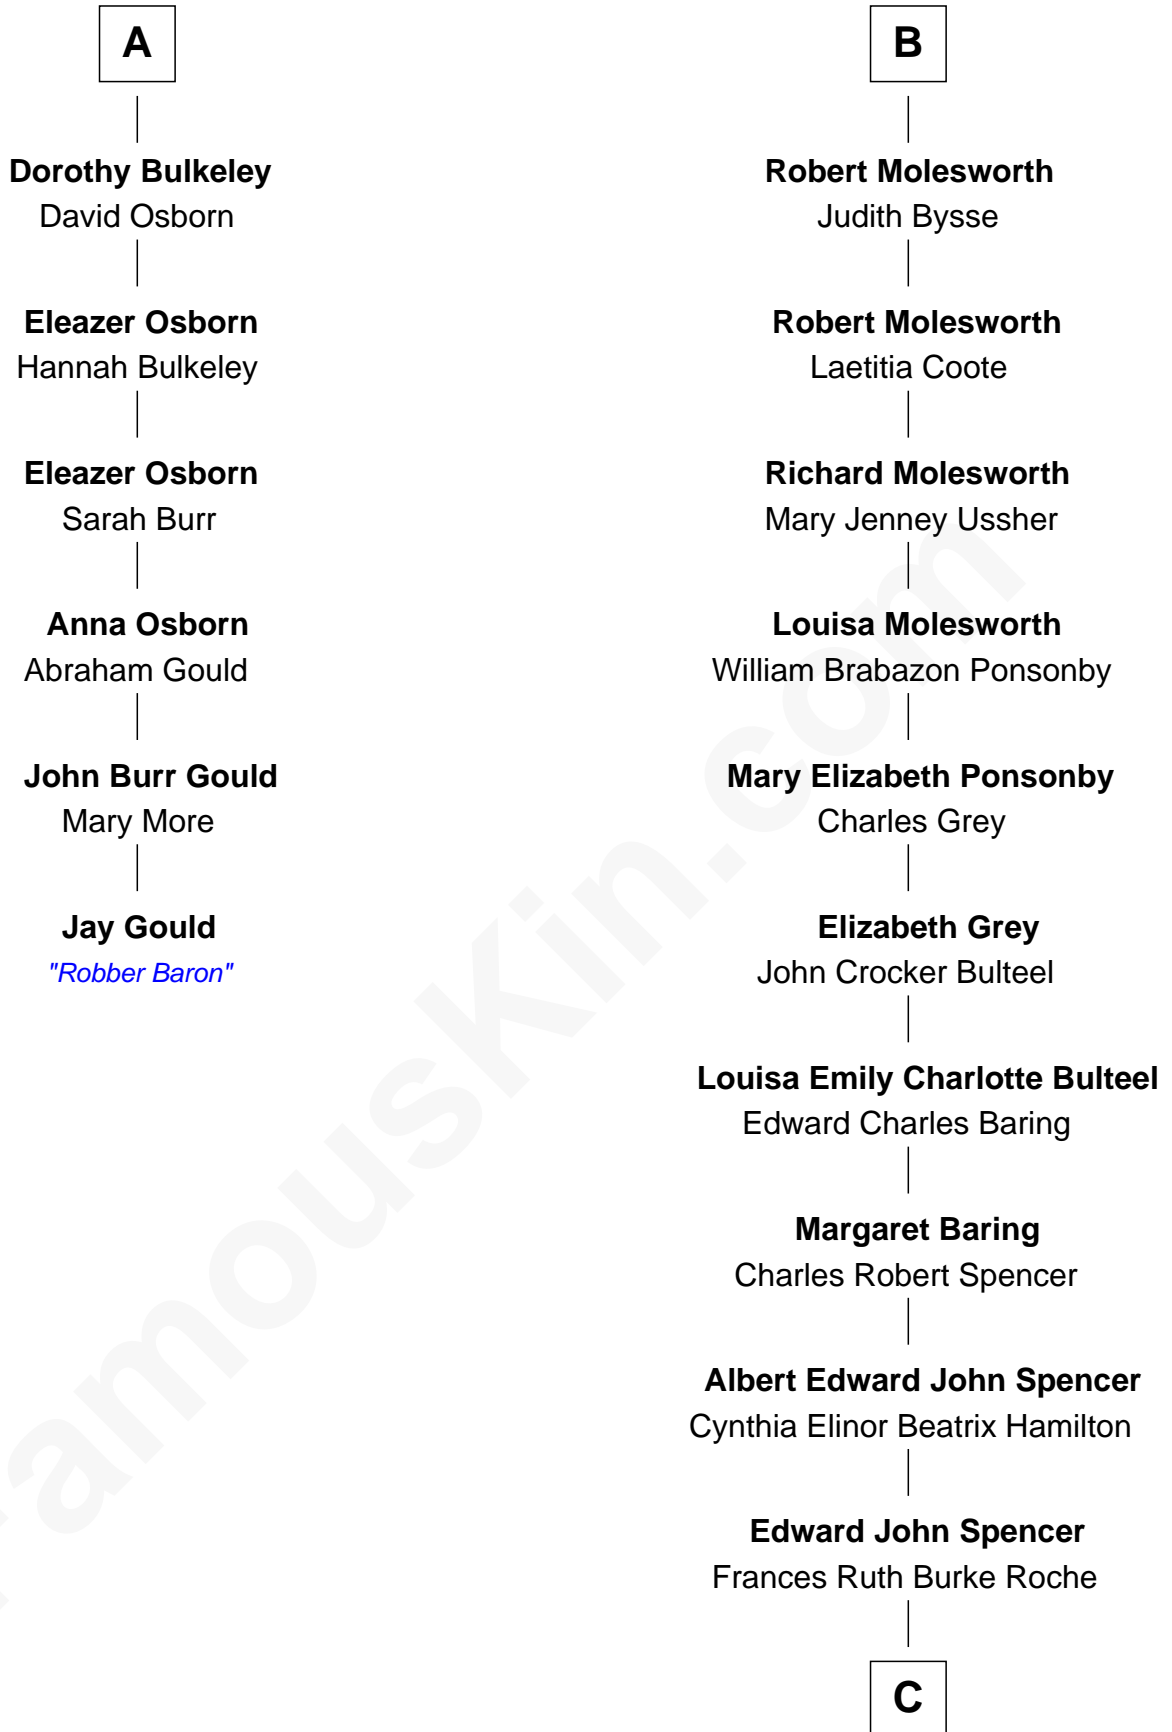 A
Dorothy Bulkeley
David Osborn
Eleazer Osborn
Hannah Bulkeley
Eleazer Osborn
Sarah Burr
Anna Osborn
Abraham Gould
John Burr Gould
Mary More
Jay Gould
"Robber Baron"
B
Robert Molesworth
Judith Bysse
Robert Molesworth
Laetitia Coote
Richard Molesworth
Mary Jenney Ussher
Louisa Molesworth
William Brabazon Ponsonby
Mary Elizabeth Ponsonby
Charles Grey
Elizabeth Grey
John Crocker Bulteel
Louisa Emily Charlotte Bulteel
Edward Charles Baring
Margaret Baring
Charles Robert Spencer
Albert Edward John Spencer
Cynthia Elinor Beatrix Hamilton
Edward John Spencer
Frances Ruth Burke Roche
C
FamousKin.com